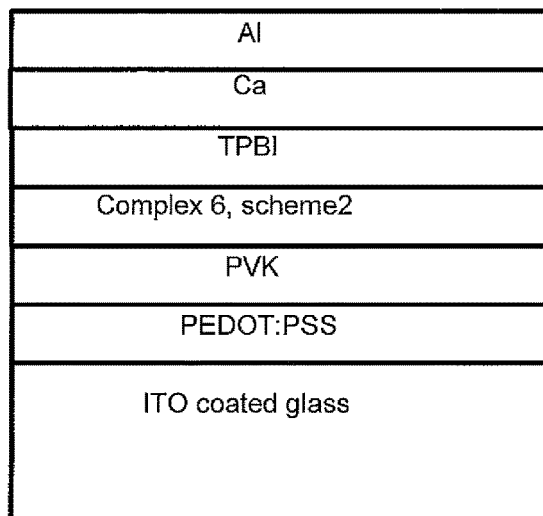 Al
Ca
TPBI
Complex 6, scheme2
PVK
PEDOT:PSS
ITO coated glass